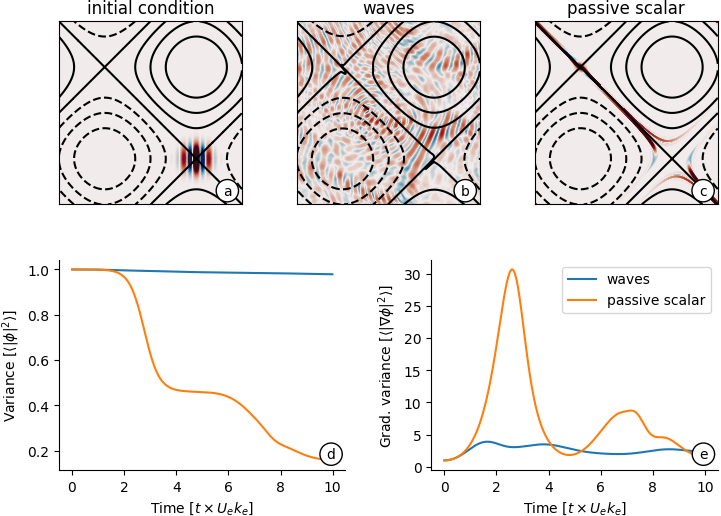 initial condition
waves
passive scalar
a
b
c
Variance [⟨|ϕ|²⟩]
1.0
0.8
0.6
0.4
0.2
0
2
4
6
8
10
Time [t × Uₑkₑ]
d
Grad. variance [⟨|∇ϕ|²⟩]
30
25
20
15
10
5
0
0
2
4
6
8
10
Time [t × Uₑkₑ]
waves
passive scalar
e